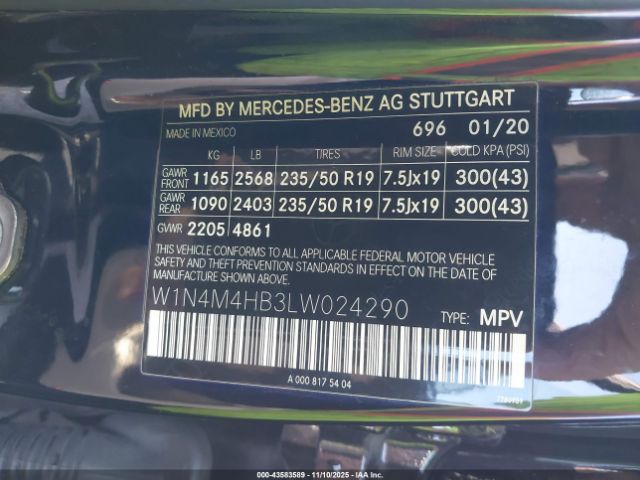 MFD BY MERCEDES-BENZ AG STUTTGART
MADE IN MEXICO 696 01/20
KG LB TIRES RIM SIZE COLD KPA (PSI)
GAWR FRONT 1165 2568 235/50 R19 7.5Jx19 300(43)
GAWR REAR 1090 2403 235/50 R19 7.5Jx19 300(43)
GVWR 2205 4861
THIS VEHICLE CONFORMS TO ALL APPLICABLE FEDERAL MOTOR VEHICLE
SAFETY AND THEFT PREVENTION STANDARDS IN EFFECT ON THE DATE OF
MANUFACTURE SHOWN ABOVE.
W1N4M4HB3LW024290
TYPE: MPV
A 000 817 54 04
© IAAI 2025
00-43583589 - 11/10/2025 - COPART